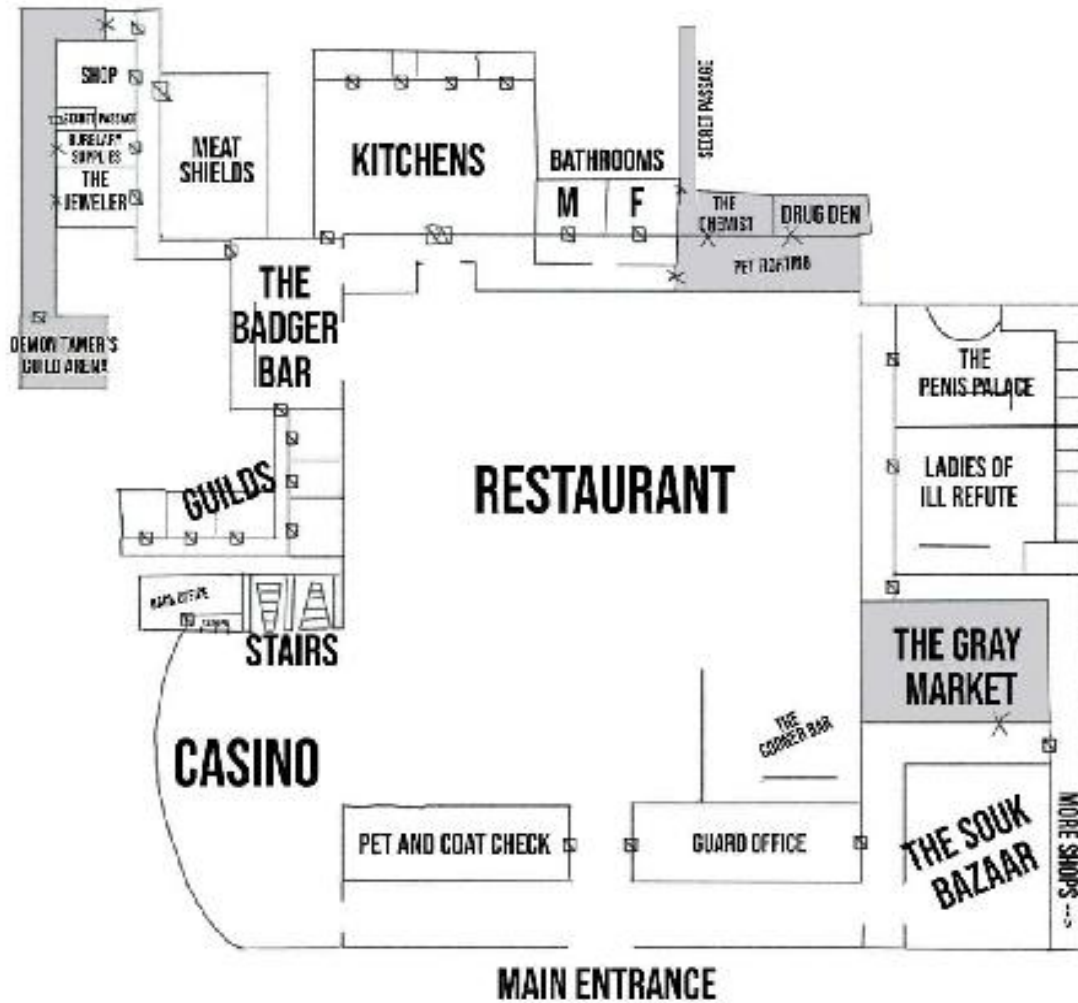 SHOP
SECRET PASSAGE
BURGLARY
SUPPLIES
THE
JEWELER
MEAT
SHIELDS
KITCHENS
BATHROOMS
M F
SECRET PASSAGE
THE
CHEMIST
DRUG DEN
PET FIGHTING
DEMON TAMER'S
GUILD ARENA
THE
BADGER
BAR
THE
PENIS PALACE
LADIES OF
ILL REFUTE
RESTAURANT
GUILDS
STAIRS
THE GRAY
MARKET
THE
CORNER BAR
CASINO
PET AND COAT CHECK
GUARD OFFICE
THE SOUK
BAZAAR
MORE SHOPS -->
MAIN ENTRANCE